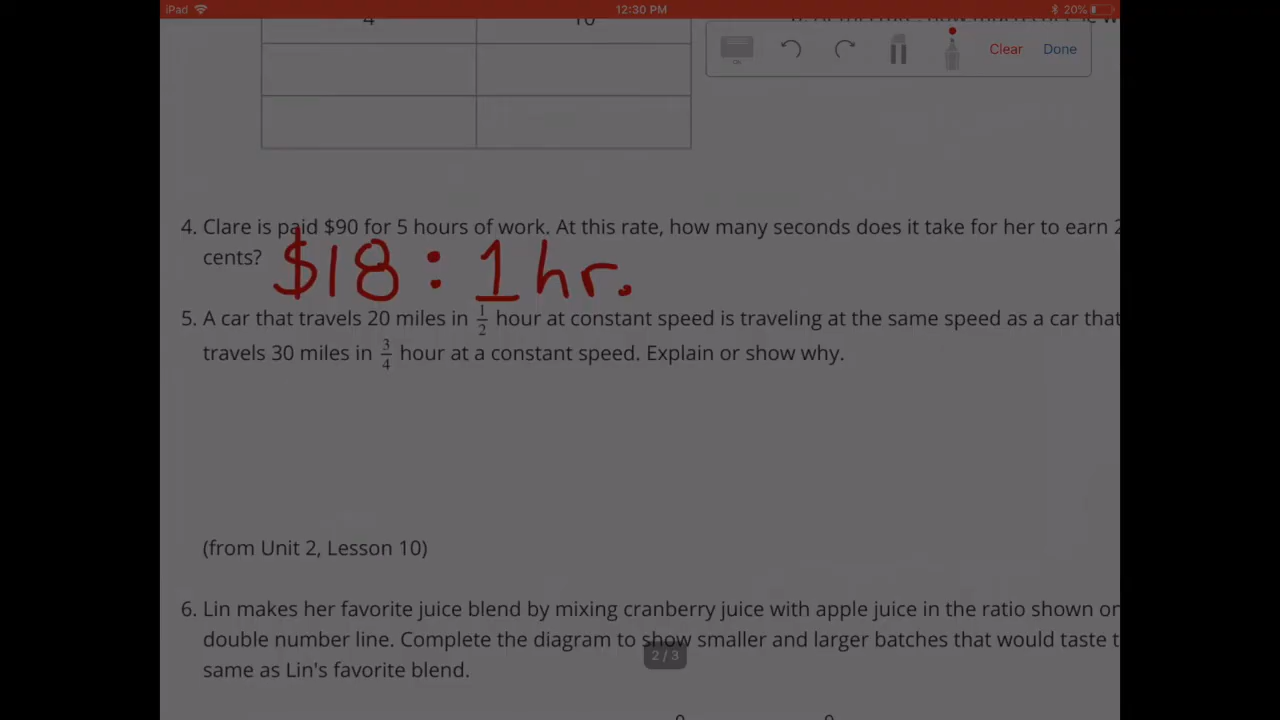 iPad 12:30 PM 20%
4 10
Clear Done
4. Clare is paid $90 for 5 hours of work. At this rate, how many seconds does it take for her to earn 2
cents? $18 : 1 hr.
5. A car that travels 20 miles in 1/2 hour at constant speed is traveling at the same speed as a car that
travels 30 miles in 3/4 hour at a constant speed. Explain or show why.
(from Unit 2, Lesson 10)
6. Lin makes her favorite juice blend by mixing cranberry juice with apple juice in the ratio shown on
double number line. Complete the diagram to show smaller and larger batches that would taste t
2 / 3
same as Lin's favorite blend.